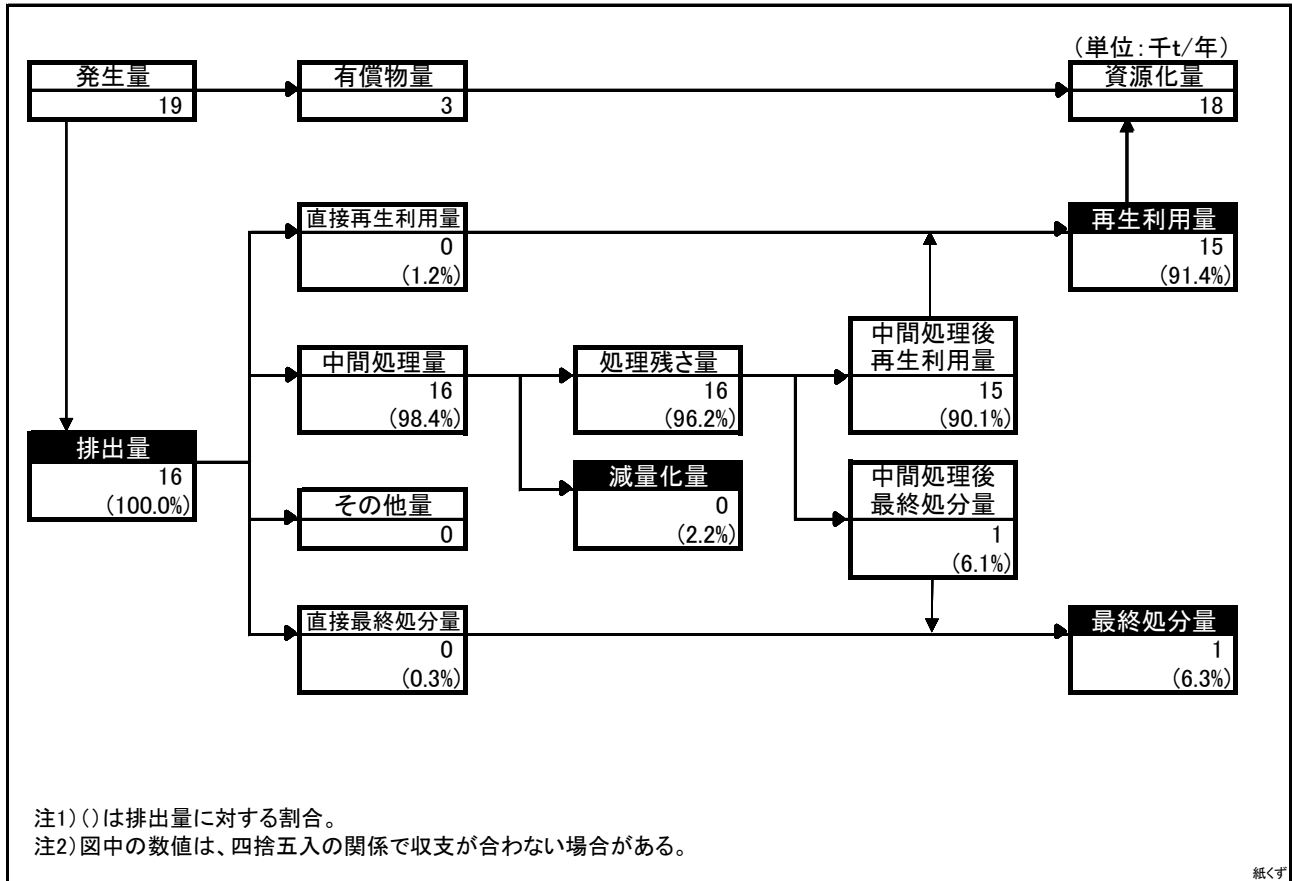 (単位:千t/年)
発生量
19
有償物量
3
資源化量
18
直接再生利用量
0
(1.2%)
再生利用量
15
(91.4%)
中間処理量
16
(98.4%)
処理残さ量
16
(96.2%)
中間処理後
再生利用量
15
(90.1%)
排出量
16
(100.0%)
減量化量
0
(2.2%)
中間処理後
最終処分量
1
(6.1%)
その他量
0
直接最終処分量
0
(0.3%)
最終処分量
1
(6.3%)
注1)()は排出量に対する割合。
注2)図中の数値は、四捨五入の関係で収支が合わない場合がある。
紙くず